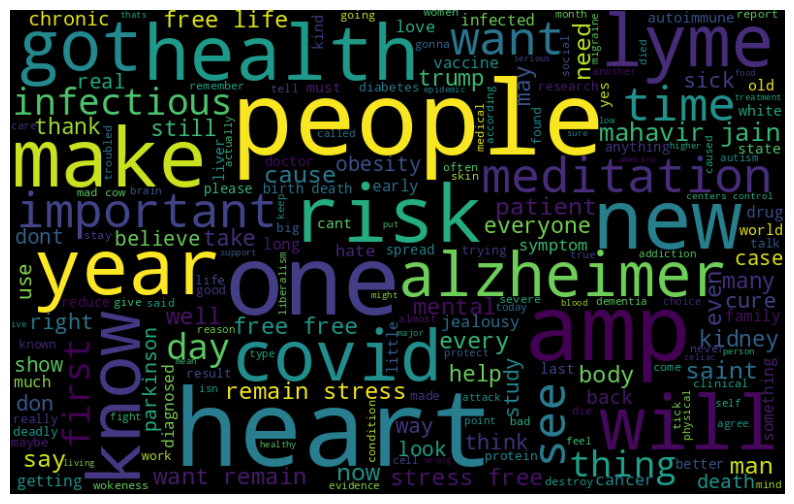 thats going women month report
chronic free life love infected autoimmune
kind gonna social need migraine another died
got health want lyme
real remember tell must vaccine trump may sick yes old food
infectious diabetes research time treatment
epidemic serious white
care thank still people medical according called found low sure
make troubled liver actually doctor obesity often anything mahavir jain state
cause skin higher caused autism
mad cow brain please birth death early meditation america
important stay big keep risk patient new centers control drug
dont believe take long cant put everyone world
hate spread trying symptom true talk
use year support one alzheimer addiction case
life good liberalism might severe blood dementia choice many
reduce give said almost today even cure family
live right well mental jealousy
known reason free free major protect never celiac person
know day covid little every amp kidney
show first parkinson type help study body come saint
much mean result isn last clinical
don diagnosed remain stress made attack back self something
really fight condition way point bad die tick physical
deadly maybe heart see will agree
say work healthy look think feel
living cell wrong protein thing man
getting want remain now stress free cancer better death mind
wokeness evidence destroy